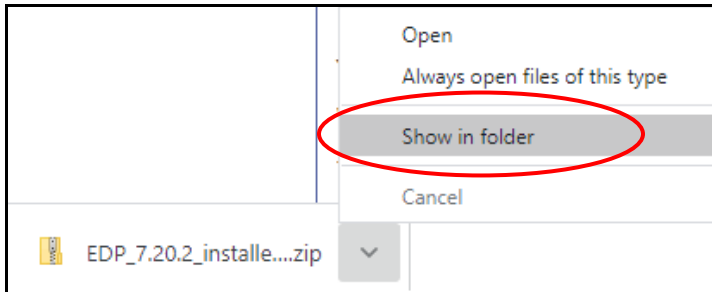 Open
Always open files of this type
Show in folder
Cancel
EDP_7.20.2_installe....zip